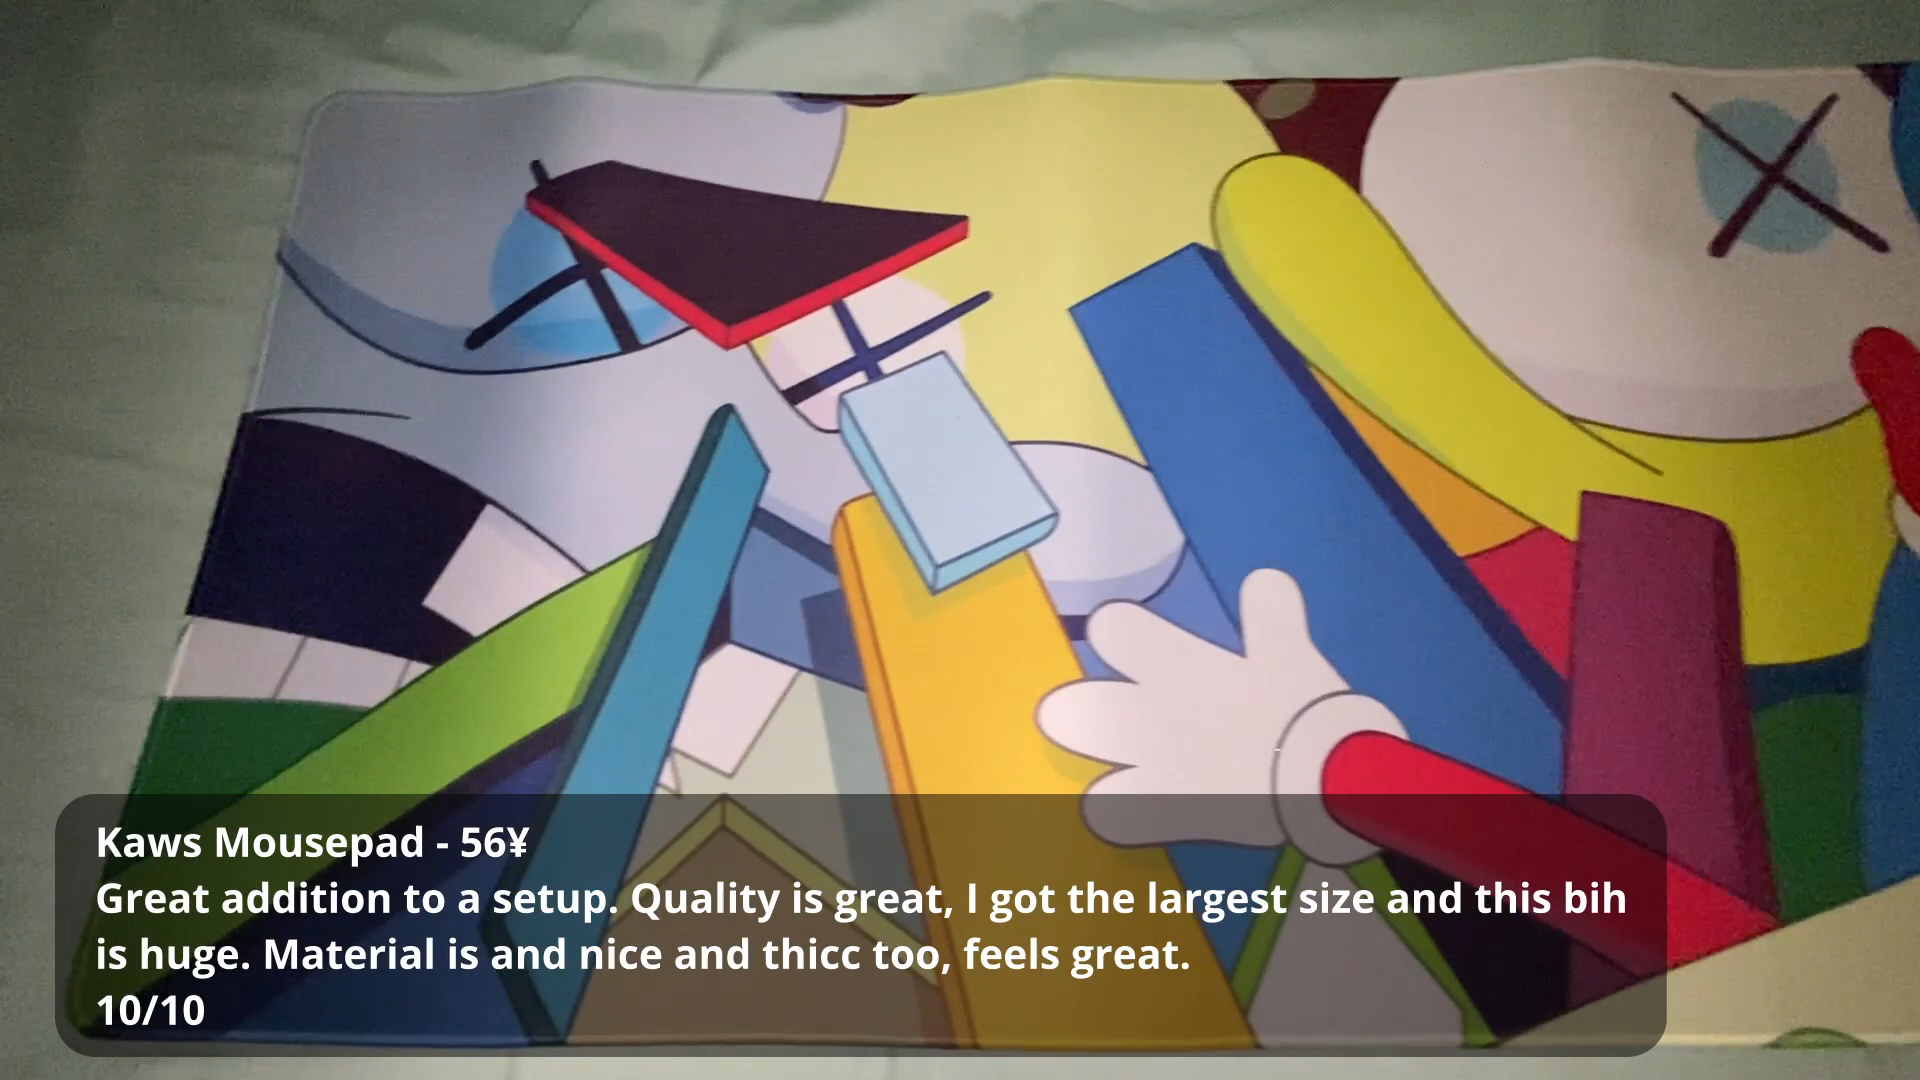 Kaws Mousepad - 56¥
Great addition to a setup. Quality is great, I got the largest size and this bih
is huge. Material is and nice and thicc too, feels great.
10/10